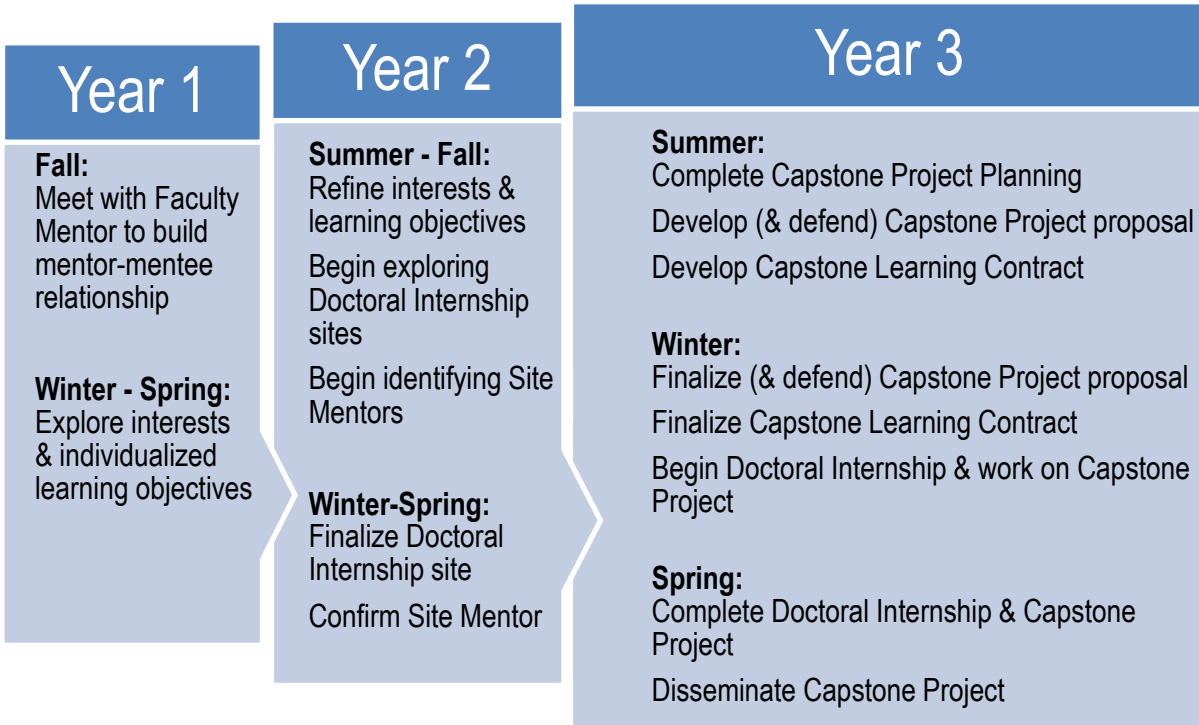 Year 1
Fall:
Meet with Faculty
Mentor to build
mentor-mentee
relationship
Winter - Spring:
Explore interests
& individualized
learning objectives
Year 2
Summer - Fall:
Refine interests &
learning objectives
Begin exploring
Doctoral Internship
sites
Begin identifying Site
Mentors
Winter-Spring:
Finalize Doctoral
Internship site
Confirm Site Mentor
Year 3
Summer:
Complete Capstone Project Planning
Develop (& defend) Capstone Project proposal
Develop Capstone Learning Contract
Winter:
Finalize (& defend) Capstone Project proposal
Finalize Capstone Learning Contract
Begin Doctoral Internship & work on Capstone
Project
Spring:
Complete Doctoral Internship & Capstone
Project
Disseminate Capstone Project